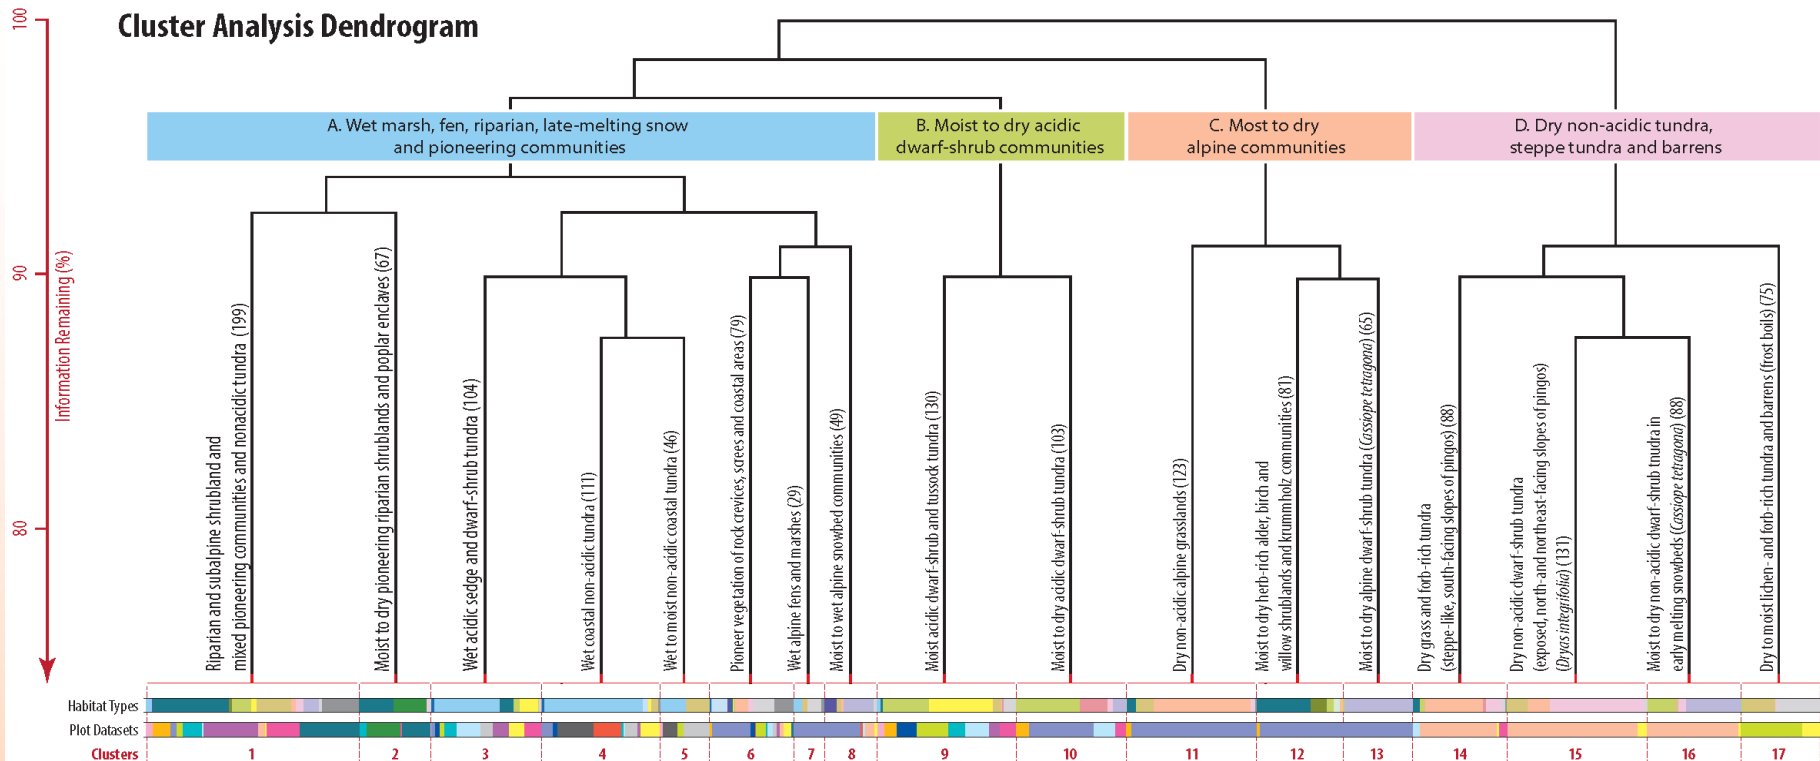 Cluster Analysis Dendrogram
100
90
80
Information Remaining (%)
A. Wet marsh, fen, riparian, late-melting snow
and pioneering communities
B. Moist to dry acidic
dwarf-shrub communities
C. Most to dry
alpine communities
D. Dry non-acidic tundra,
steppe tundra and barrens
Riparian and subalpine shrubland and
mixed pioneering communities and nonacidic tundra (199)
Moist to dry pioneering riparian shrublands and poplar enclaves (67)
Wet acidic sedge and dwarf-shrub tundra (104)
Wet coastal non-acidic tundra (111)
Wet to moist non-acidic coastal tundra (46)
Pioneer vegetation of rock crevices, screes and coastal areas (79)
Wet alpine fens and marshes (29)
Moist to wet alpine snowbed communities (49)
Moist acidic dwarf-shrub and tussock tundra (130)
Moist to dry acidic dwarf-shrub tundra (103)
Dry non-acidic alpine grasslands (123)
Moist to dry herb-rich alder, birch and
willow shrublands and krummholz communities (81)
Moist to dry alpine dwarf-shrub tundra (Cassiope tetragona) (65)
Dry grass and forb-rich tundra
(steppe-like, south-facing slopes of pingos) (88)
Dry non-acidic dwarf-shrub tundra
(exposed, north-and northeast-facing slopes of pingos)
(Dryas integrifolia) (131)
Moist to dry non-acidic dwarf-shrub tnudra in
early melting snowbeds (Cassiope tetragona) (88)
Dry to moist lichen- and forb-rich tundra and barrens (frost boils) (75)
Habitat Types
Plot Datasets
Clusters 1 2 3 4 5 6 7 8 9 10 11 12 13 14 15 16 17